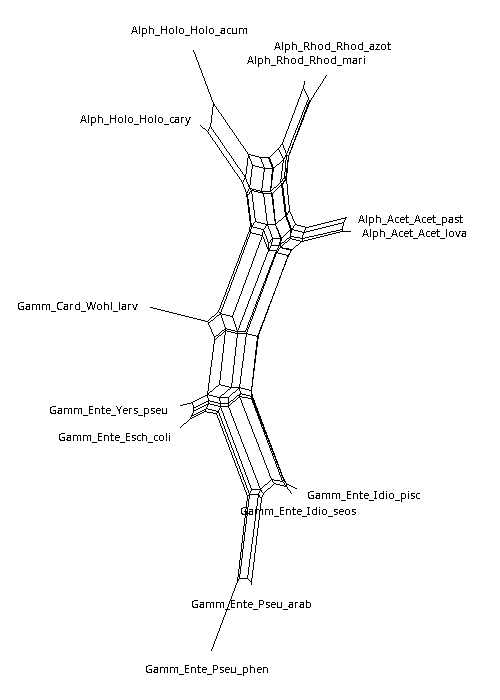 Alph_Holo_Holo_acum
Alph_Rhod_Rhod_azot
Alph_Rhod_Rhod_mari
Alph_Holo_Holo_cary
Alph_Acet_Acet_past
Alph_Acet_Acet_lova
Gamm_Card_Wohl_larv
Gamm_Ente_Yers_pseu
Gamm_Ente_Esch_coli
Gamm_Ente_Idio_pisc
Gamm_Ente_Idio_seos
Gamm_Ente_Pseu_arab
Gamm_Ente_Pseu_phen